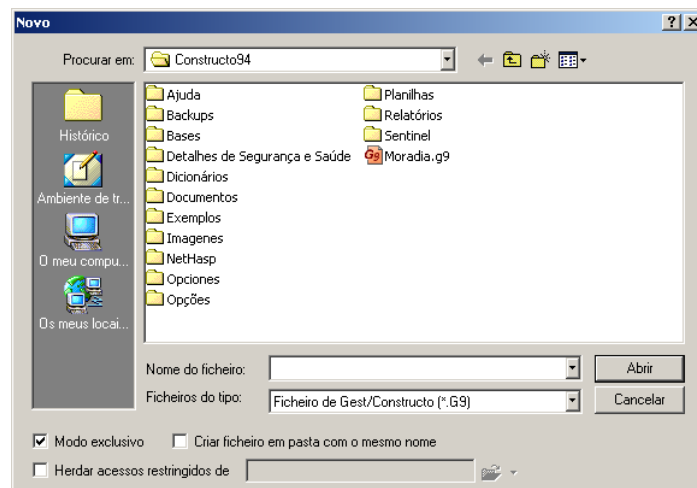 Novo
Procurar em:
Constructo94
Histórico
Ambiente de tr...
O meu compu...
Os meus locai...
Ajuda
Backups
Bases
Detalhes de Segurança e Saúde
Dicionários
Documentos
Exemplos
Imagenes
NetHasp
Opciones
Opções
Planilhas
Relatórios
Sentinel
G9 Moradia.g9
Nome do ficheiro:
Abrir
Ficheiros do tipo:
Ficheiro de Gest/Constructo (*.G9)
Cancelar
Modo exclusivo
Criar ficheiro em pasta com o mesmo nome
Herdar acessos restringidos de